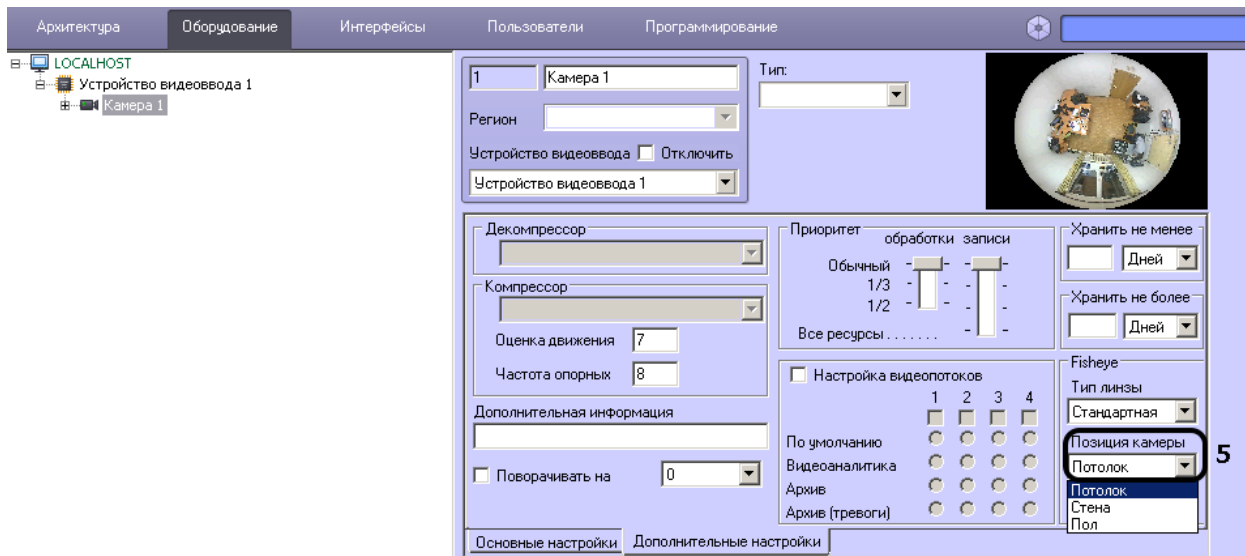 Архитектура Оборудование Интерфейсы Пользователи Программирование
LOCALHOST
Устройство видеоввода 1
Камера 1
1 Камера 1
Тип:
Регион
Устройство видеоввода Отключить
Устройство видеоввода 1
Декомпрессор
Компрессор
Оценка движения 7
Частота опорных 8
Дополнительная информация
Поворачивать на 0
Приоритет
обработки записи
Обычный
1/3
1/2
Все ресурсы . . . . . . .
Настройка видеопотоков
1 2 3 4
По умолчанию
Видеоаналитика
Архив
Архив (тревоги)
Хранить не менее
Дней
Хранить не более
Дней
Fisheye
Тип линзы
Стандартная
Позиция камеры
Потолок
5
Потолок
Стена
Пол
Основные настройки Дополнительные настройки